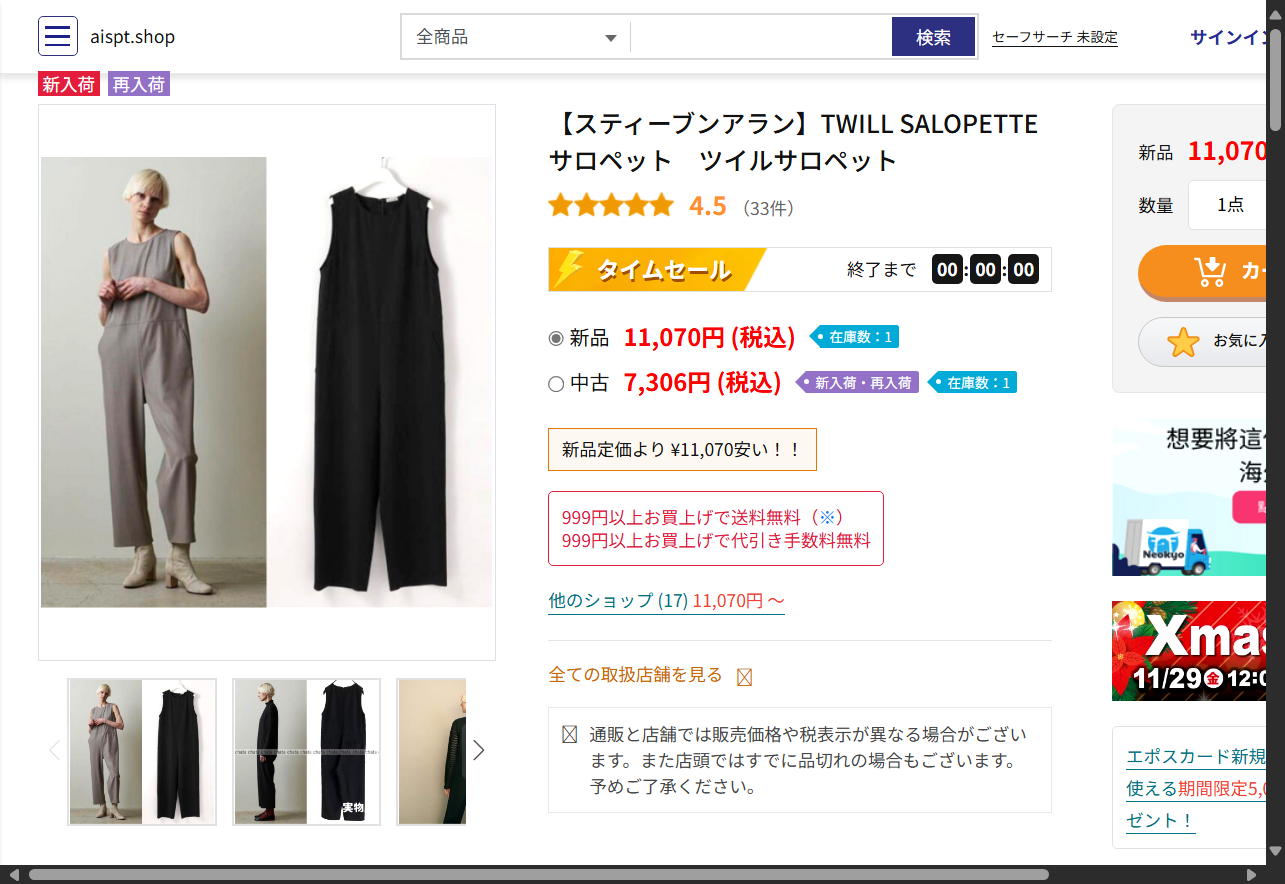 aispt.shop
全商品
検索
セーフサーチ 未設定
サインイン
新入荷
再入荷
【スティーブンアラン】TWILL SALOPETTE
サロペット　ツイルサロペット
4.5 （33件）
タイムセール
終了まで 00:00:00
新品 11,070円 (税込) 在庫数：1
中古 7,306円 (税込) 新入荷・再入荷 在庫数：1
新品定価より ¥11,070安い！！
999円以上お買上げで送料無料（※）
999円以上お買上げで代引き手数料無料
他のショップ (17) 11,070円 ～
全ての取扱店舗を見る
通販と店舗では販売価格や税表示が異なる場合がござい
ます。また店頭ではすでに品切れの場合もございます。
予めご了承ください。
実物
新品 11,070
数量 1点
カー
お気に入
想要將這
海
Neokyo
Xmas
11/29金12:0
エポスカード新規
使える期間限定5,0
ゼント！